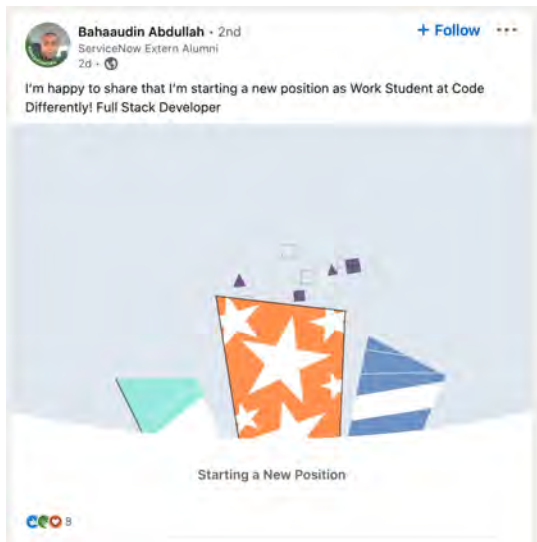 Bahaaudin Abdullah · 2nd
+ Follow
ServiceNow Extern Alumni
2d ·
I'm happy to share that I'm starting a new position as Work Student at Code
Differently! Full Stack Developer
Starting a New Position
8